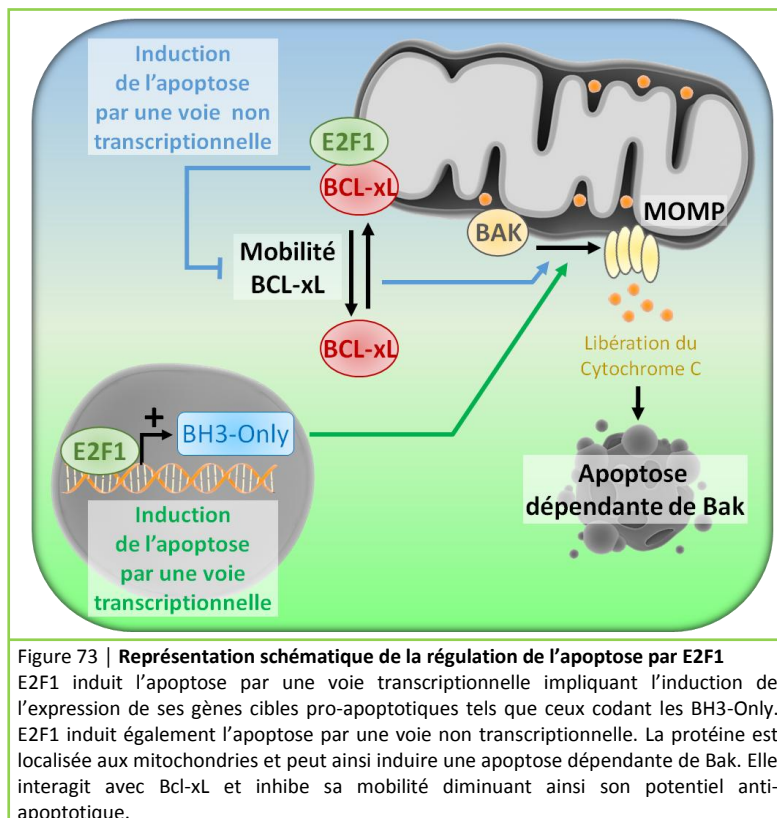 Induction
de l’apoptose
par une voie non
transcriptionnelle
E2F1
BCL-xL
BAK
MOMP
Mobilité
BCL-xL
BCL-xL
Libération du
Cytochrome C
E2F1
+
BH3-Only
Apoptose
dépendante de Bak
Induction
de l’apoptose
par une voie
transcriptionnelle
Figure 73 | Représentation schématique de la régulation de l’apoptose par E2F1
E2F1 induit l’apoptose par une voie transcriptionnelle impliquant l’induction de
l’expression de ses gènes cibles pro-apoptotiques tels que ceux codant les BH3-Only.
E2F1 induit également l’apoptose par une voie non transcriptionnelle. La protéine est
localisée aux mitochondries et peut ainsi induire une apoptose dépendante de Bak. Elle
interagit avec Bcl-xL et inhibe sa mobilité diminuant ainsi son potentiel anti-
apoptotique.